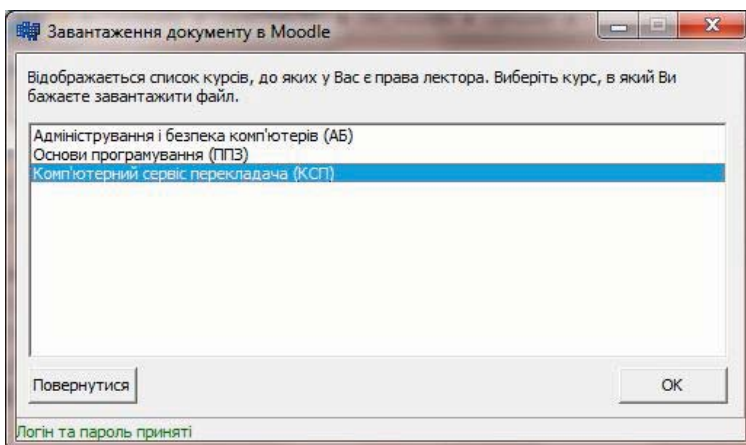 Завантаження документу в Moodle
Відображається список курсів, до яких у Вас є права лектора. Виберіть курс, в який Ви
бажаєте завантажити файл.
Адміністрування і безпека комп'ютерів (АБ)
Основи програмування (ППЗ)
Комп'ютерний сервіс перекладача (КСП)
Повернутися
OK
Логін та пароль приняті